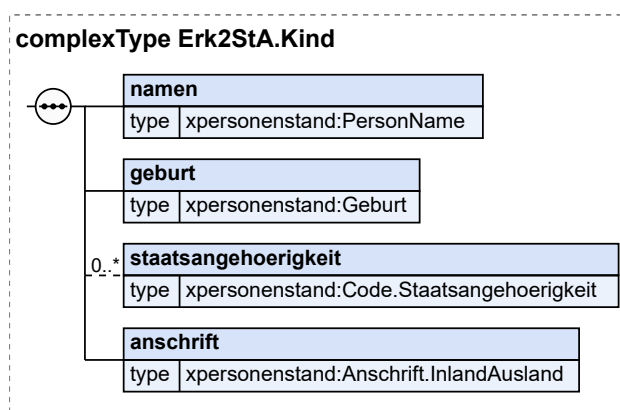 complexType Erk2StA.Kind
namen
type xpersonenstand:PersonName
geburt
type xpersonenstand:Geburt
0..* staatsangehoerigkeit
type xpersonenstand:Code.Staatsangehoerigkeit
anschrift
type xpersonenstand:Anschrift.InlandAusland